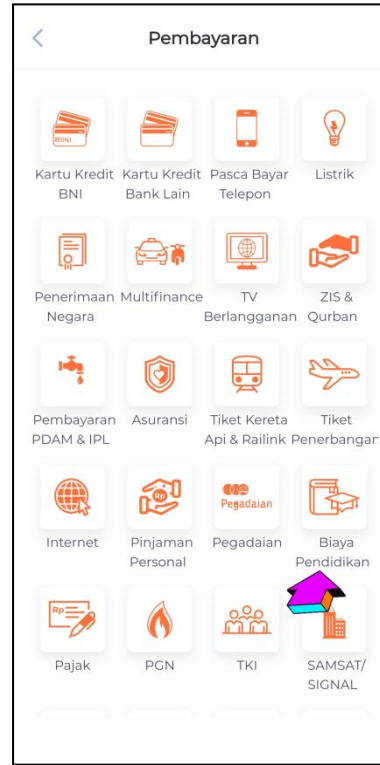 Pembayaran
BNI
Kartu Kredit
BNI
Kartu Kredit
Bank Lain
Pasca Bayar
Telepon
Listrik
Penerimaan
Negara
Multifinance
TV
Berlangganan
ZIS &
Qurban
Pembayaran
PDAM & IPL
Asuransi
Tiket Kereta
Api & Railink
Tiket
Penerbangan
Internet
Rp
Pinjaman
Personal
Pegadaian
Pegadaian
Biaya
Pendidikan
Rp
Pajak
PGN
TKI
SAMSAT/
SIGNAL